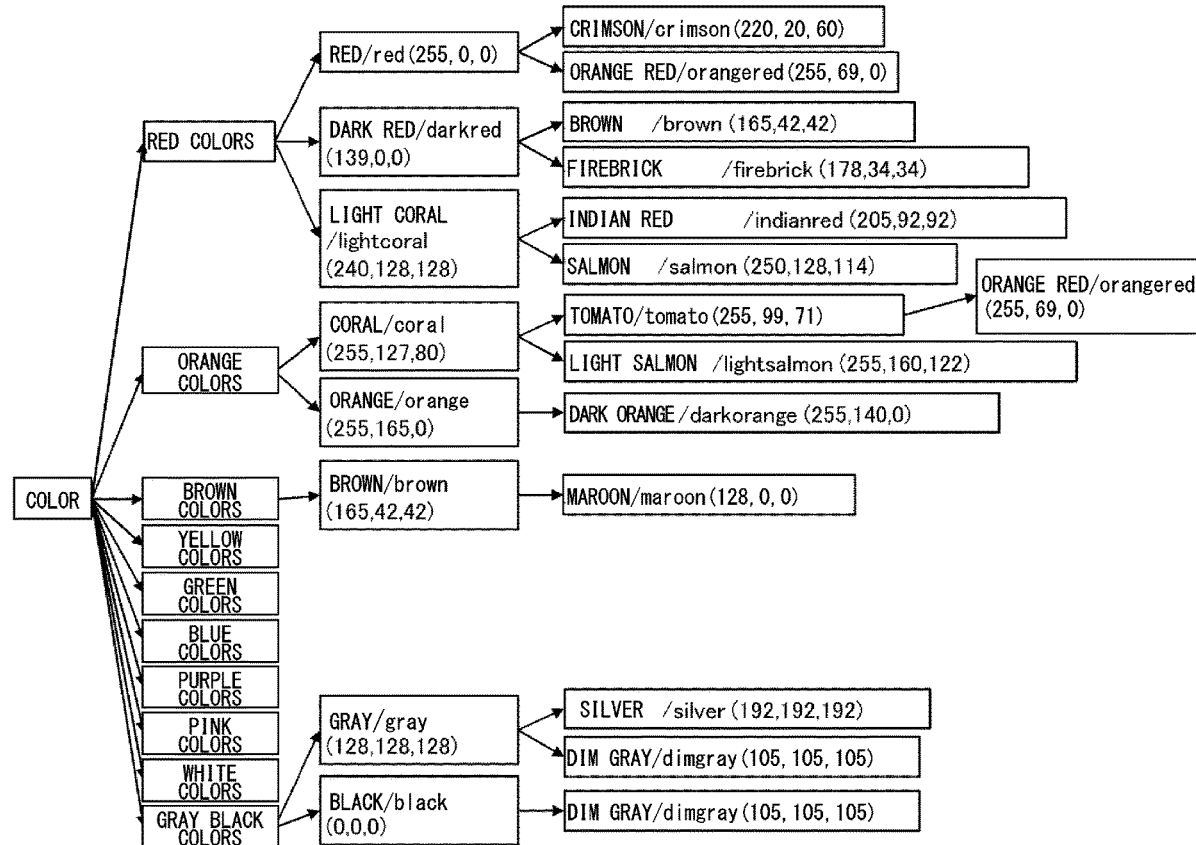 COLOR
RED COLORS
RED/red(255, 0, 0)
CRIMSON/crimson(220, 20, 60)
ORANGE RED/orangered(255, 69, 0)
DARK RED/darkred
(139,0,0)
BROWN /brown(165,42,42)
FIREBRICK /firebrick(178,34,34)
LIGHT CORAL
/lightcoral
(240,128,128)
INDIAN RED /indianred(205,92,92)
SALMON /salmon(250,128,114)
ORANGE
COLORS
CORAL/coral
(255,127,80)
TOMATO/tomato(255, 99, 71)
ORANGE RED/orangered
(255, 69, 0)
LIGHT SALMON /lightsalmon(255,160,122)
ORANGE/orange
(255,165,0)
DARK ORANGE/darkorange(255,140,0)
BROWN
COLORS
BROWN/brown
(165,42,42)
MAROON/maroon(128, 0, 0)
YELLOW
COLORS
GREEN
COLORS
BLUE
COLORS
PURPLE
COLORS
PINK
COLORS
WHITE
COLORS
GRAY BLACK
COLORS
GRAY/gray
(128,128,128)
SILVER /silver(192,192,192)
DIM GRAY/dimgray(105, 105, 105)
BLACK/black
(0,0,0)
DIM GRAY/dimgray(105, 105, 105)